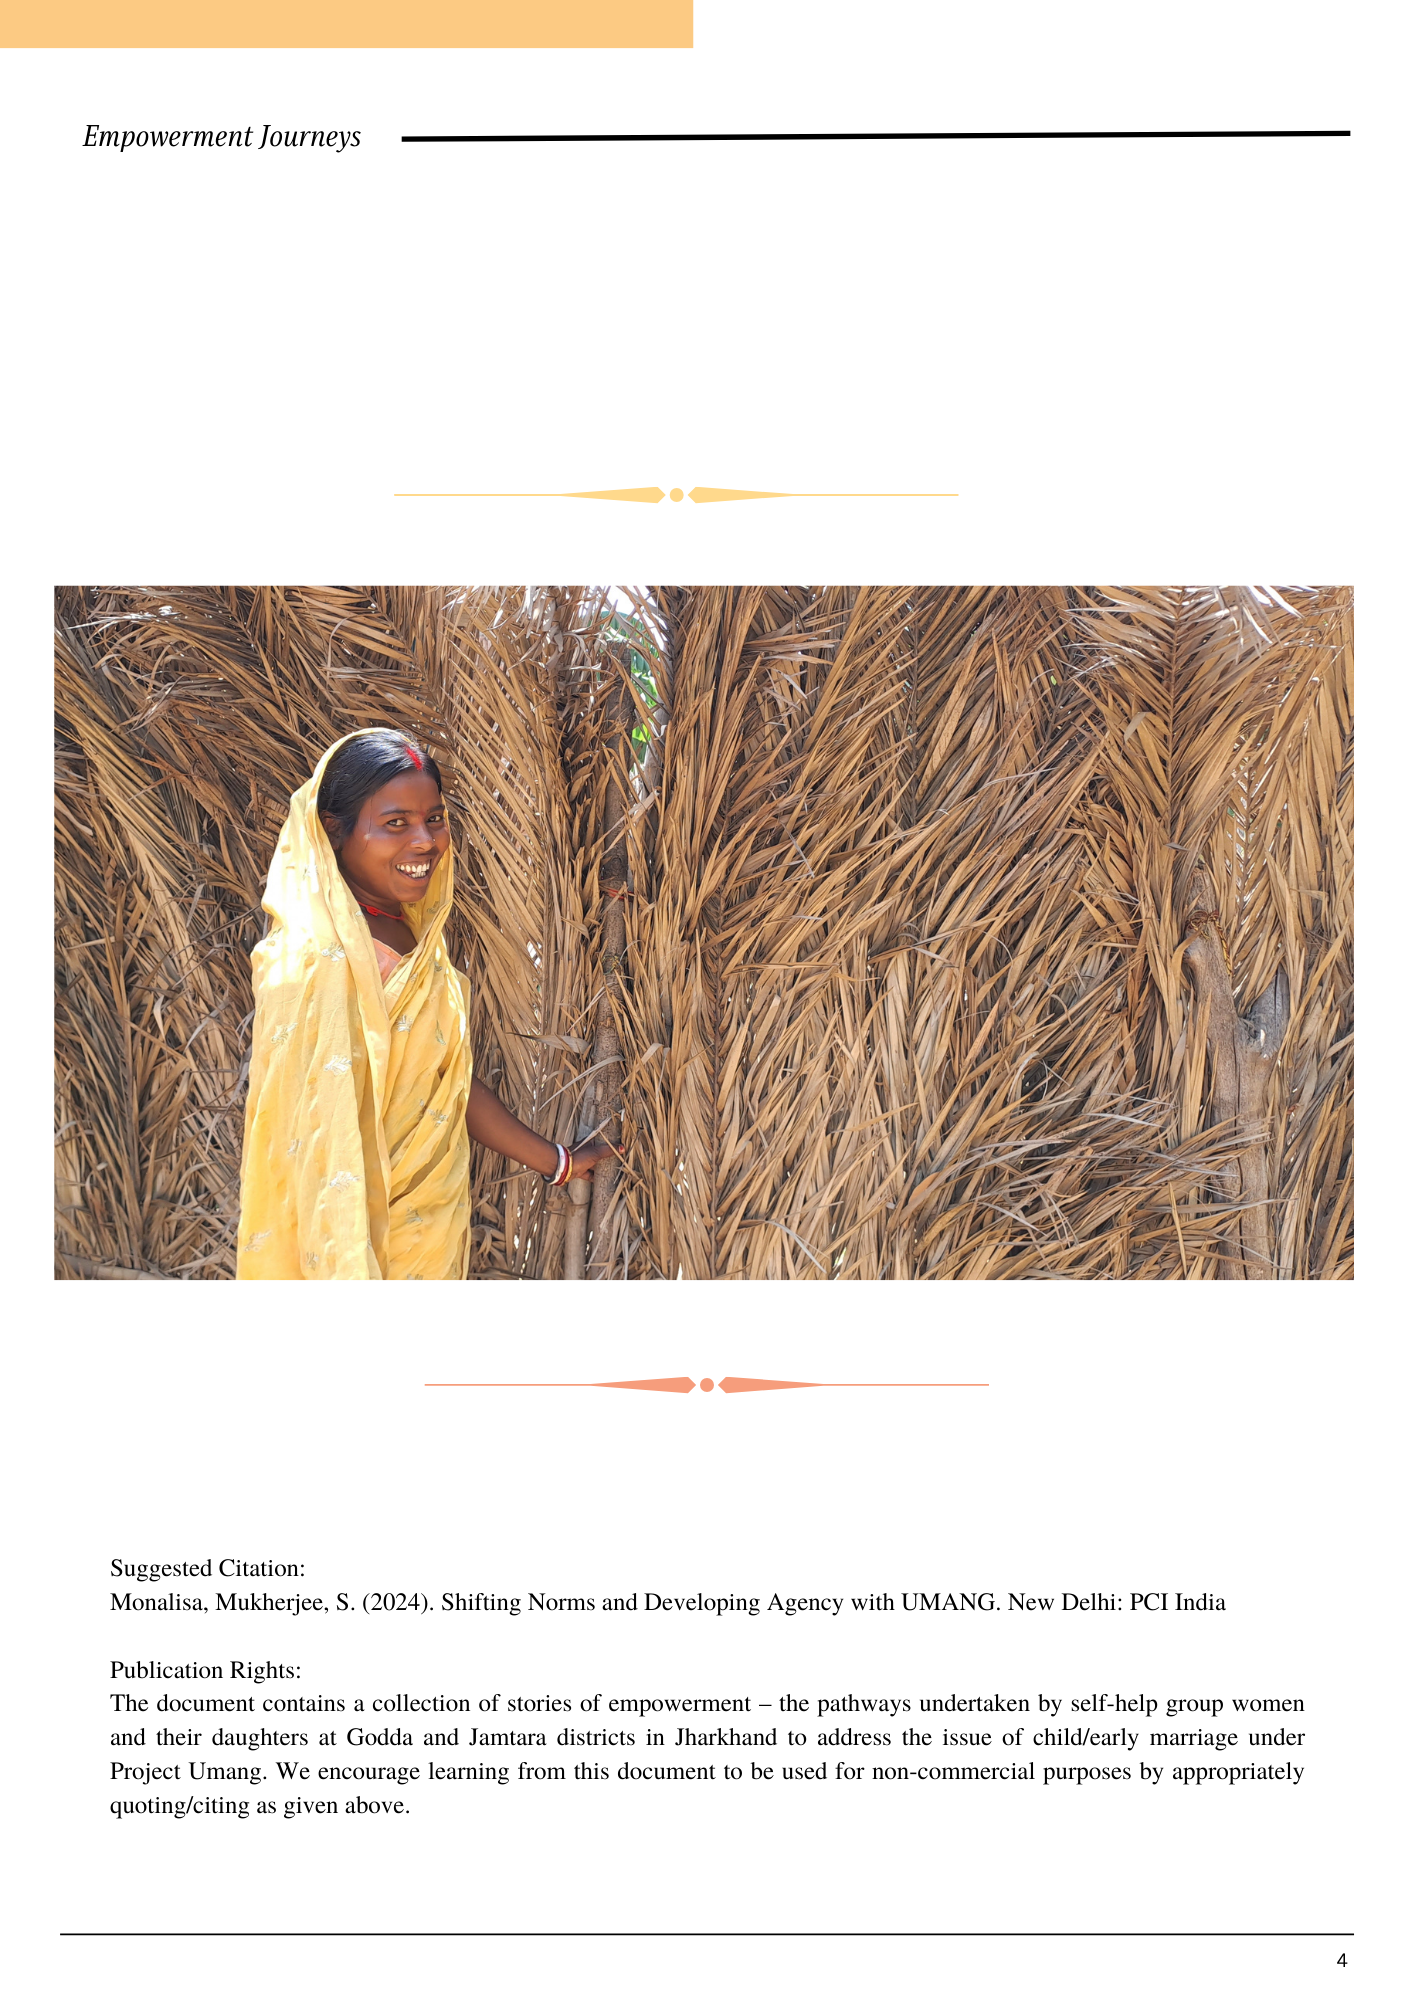 Empowerment Journeys
Suggested Citation:
Monalisa, Mukherjee, S. (2024). Shifting Norms and Developing Agency with UMANG. New Delhi: PCI India
Publication Rights:
The document contains a collection of stories of empowerment – the pathways undertaken by self-help group women
and their daughters at Godda and Jamtara districts in Jharkhand to address the issue of child/early marriage under
Project Umang. We encourage learning from this document to be used for non-commercial purposes by appropriately
quoting/citing as given above.
4